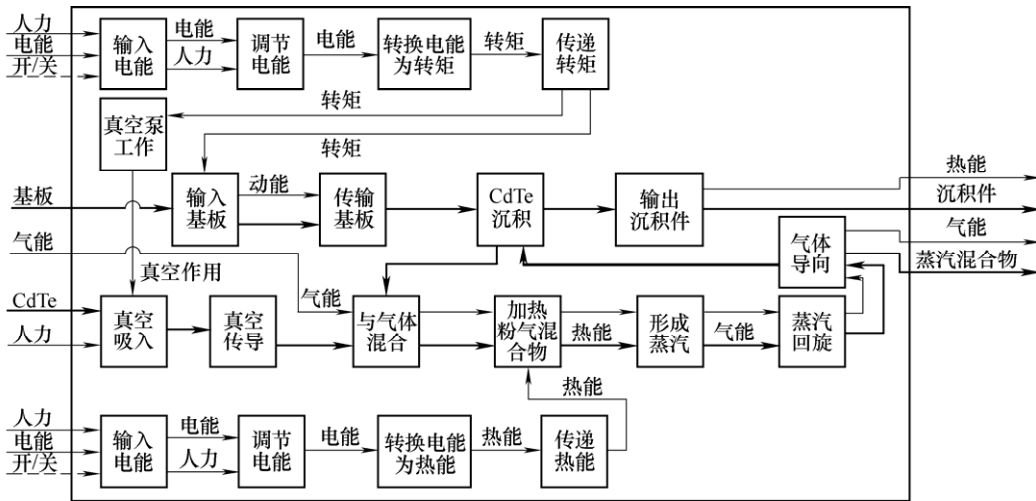 人力
电能
开/关
输入
电能
电能
人力
调节
电能
电能
转换电能
为转矩
转矩
传递
转矩
转矩
真空泵
工作
转矩
基板
输入
基板
动能
传输
基板
CdTe
沉积
输出
沉积件
热能
沉积件
气能
气体
导向
气能
蒸汽混合物
真空作用
CdTe
人力
真空
吸入
真空
传导
气能
与气体
混合
加热
粉气混
合物
热能
形成
蒸汽
气能
蒸汽
回旋
热能
人力
电能
开/关
输入
电能
电能
人力
调节
电能
电能
转换电能
为热能
热能
传递
热能